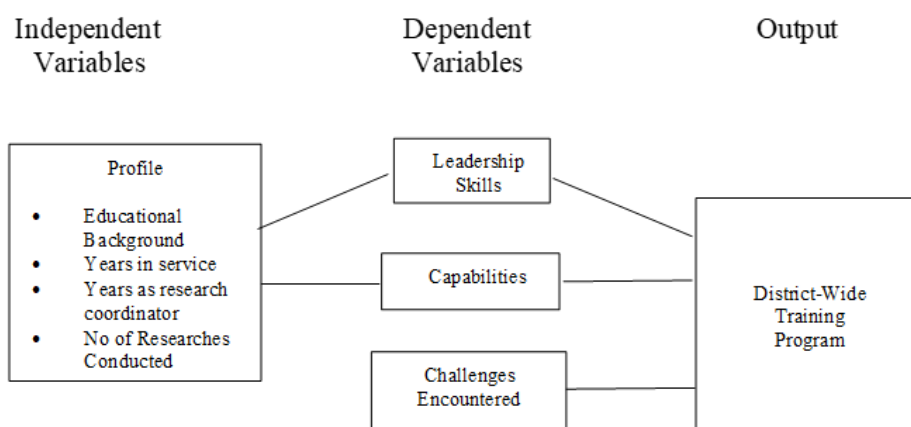 Independent
Variables
Dependent
Variables
Output
Profile
• Educational
Background
• Years in service
• Years as research
coordinator
• No of Researches
Conducted
Leadership
Skills
Capabilities
Challenges
Encountered
District-Wide
Training
Program